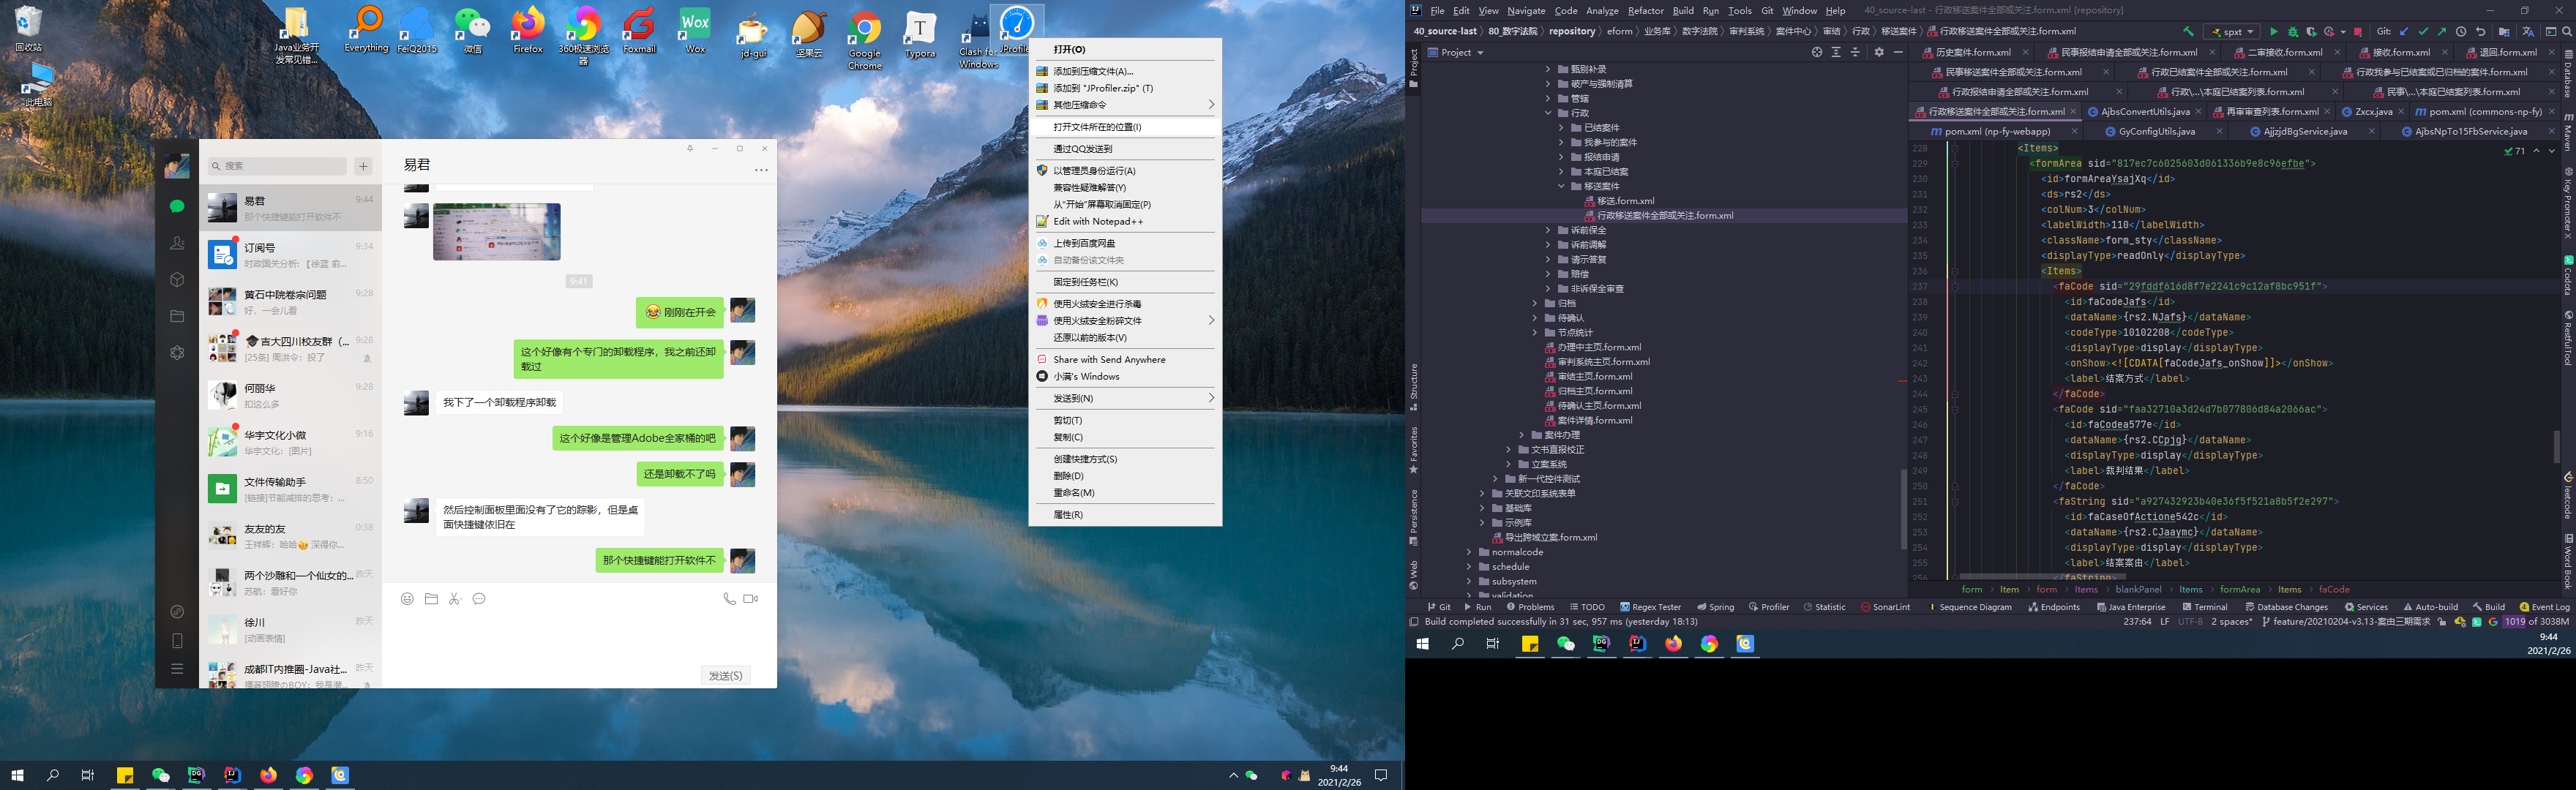 回收站
此电脑
Java业务开
发常见错...
Everything
FeiQ2015
微信
Firefox
360极速浏览
器
Foxmail
Wox
jd-gui
坚果云
Google
Chrome
Typora
Clash for
Windows
JProfile
打开(O)
添加到压缩文件(A)...
添加到 "JProfiler.zip" (T)
其他压缩命令
打开文件所在的位置(I)
通过QQ发送到
以管理员身份运行(A)
兼容性疑难解答(Y)
从"开始"屏幕取消固定(P)
Edit with Notepad++
上传到百度网盘
自动备份该文件夹
固定到任务栏(K)
使用火绒安全进行杀毒
使用火绒安全粉碎文件
还原以前的版本(V)
Share with Send Anywhere
小满's Windows
发送到(N)
剪切(T)
复制(C)
创建快捷方式(S)
删除(D)
重命名(M)
属性(R)
搜索
易君
9:44
那个快捷键能打开软件不
订阅号
9:34
时政国关分析: 【徐蓝 俞...
黄石中院卷宗问题
9:28
好，一会儿看
吉大四川校友群（...
9:28
[25条] 周洪令：投了
何丽华
9:28
扣这么多
华宇文化小微
9:16
华宇文化：[图片]
文件传输助手
8:50
[链接]节能减排的思考：...
友友的友
0:38
王祥辉：哈哈 深得你...
两个沙雕和一个仙女的...
昨天
苏航：看好你
徐川
昨天
[动画表情]
成都IT内推圈-Java社...
昨天
易君
9:41
刚刚在开会
这个好像有个专门的卸载程序，我之前还卸
载过
我下了一个卸载程序卸载
这个好像是管理Adobe全家桶的吧
还是卸载不了吗
然后控制面板里面没有了它的踪影，但是桌
面快捷键依旧在
那个快捷键能打开软件不
发送(S)
9:44
2021/2/26
File Edit View Navigate Code Analyze Refactor Build Run Tools Git Window Help
40_source-last - 行政移送案件全部或关注.form.xml [repository]
40_source-last 80_数字法院 repository eform 业务库 数字法院 审判系统 案件中心 审结 行政 移送案件 行政移送案件全部或关注.form.xml
spxt
Git:
Project
甄别补录
破产与强制清算
管辖
行政
已结案件
我参与的案件
报结申请
本庭已结案
移送案件
移送.form.xml
行政移送案件全部或关注.form.xml
诉前保全
诉前调解
请示答复
赔偿
非诉保全审查
归档
待确认
节点统计
办理中主页.form.xml
审判系统主页.form.xml
审结主页.form.xml
归档主页.form.xml
待确认主页.form.xml
案件详情.form.xml
案件办理
文书直报校正
立案系统
新一代控件测试
关联文印系统表单
基础库
示例库
导出跨域立案.form.xml
normalcode
schedule
subsystem
validation
Project
Structure
Favorites
Persistence
Web
历史案件.form.xml
民事报结申请全部或关注.form.xml
二审接收.form.xml
接收.form.xml
退回.form.xml
民事移送案件全部或关注.form.xml
行政已结案件全部或关注.form.xml
行政我参与已结案或已归档的案件.form.xml
行政报结申请全部或关注.form.xml
行政\...\本庭已结案列表.form.xml
民事\...\本庭已结案列表.form.xml
行政移送案件全部或关注.form.xml
AjbsConvertUtils.java
再审审查列表.form.xml
Zxcx.java
pom.xml (commons-np-fy)
pom.xml (np-fy-webapp)
GyConfigUtils.java
AjjzjdBgService.java
AjbsNpTo15FbService.java
71
228 <Items>
229 <formArea sid="817ec7c6025603d061336b9e8c96efbe">
230 <id>formAreaYsajXq</id>
231 <ds>rs2</ds>
232 <colNum>3</colNum>
233 <labelWidth>110</labelWidth>
234 <className>form_sty</className>
235 <displayType>readOnly</displayType>
236 <Items>
237 <faCode sid="29fddf616d8f7e2241c9c12af8bc951f">
238 <id>faCodeJafs</id>
239 <dataName>{rs2.NJafs}</dataName>
240 <codeType>10102208</codeType>
241 <displayType>display</displayType>
242 <onShow><![CDATA[faCodeJafs_onShow]]></onShow>
243 <label>结案方式</label>
244 </faCode>
245 <faCode sid="faa32710a3d24d7b077806d84a2066ac">
246 <id>faCodea577e</id>
247 <dataName>{rs2.CCpjg}</dataName>
248 <displayType>display</displayType>
249 <label>裁判结果</label>
250 </faCode>
251 <faString sid="a927432923b40e36f5f521a8b5f2e297">
252 <id>faCaseOfActione542c</id>
253 <dataName>{rs2.CJaaymc}</dataName>
254 <displayType>display</displayType>
255 <label>结案案由</label>
256 </faString>
form Item form Items blankPanel Items formArea Items faCode
Database
Maven
Key Promoter X
Codota
RestfulTool
leetcode
Word Book
Git Run Problems TODO Regex Tester Spring Profiler Statistic SonarLint Sequence Diagram Endpoints Java Enterprise Terminal Database Changes Services Auto-build Build Event Log
Build completed successfully in 31 sec, 957 ms (yesterday 18:13)
237:64 LF UTF-8 2 spaces* feature/20210204-v3.13-案由三期需求 1019 of 3038M
9:44
2021/2/26